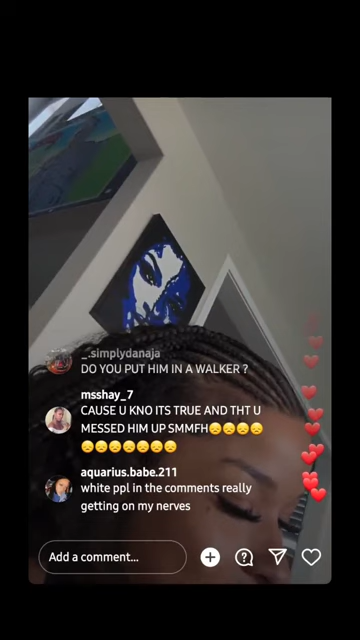 _.simplydanaja
DO YOU PUT HIM IN A WALKER ?
msshay_7
CAUSE U KNO ITS TRUE AND THT U
MESSED HIM UP SMMFH😞😞😞😞
😞😞😞😞😞😞😞
aquarius.babe.211
white ppl in the comments really
getting on my nerves
Add a comment...